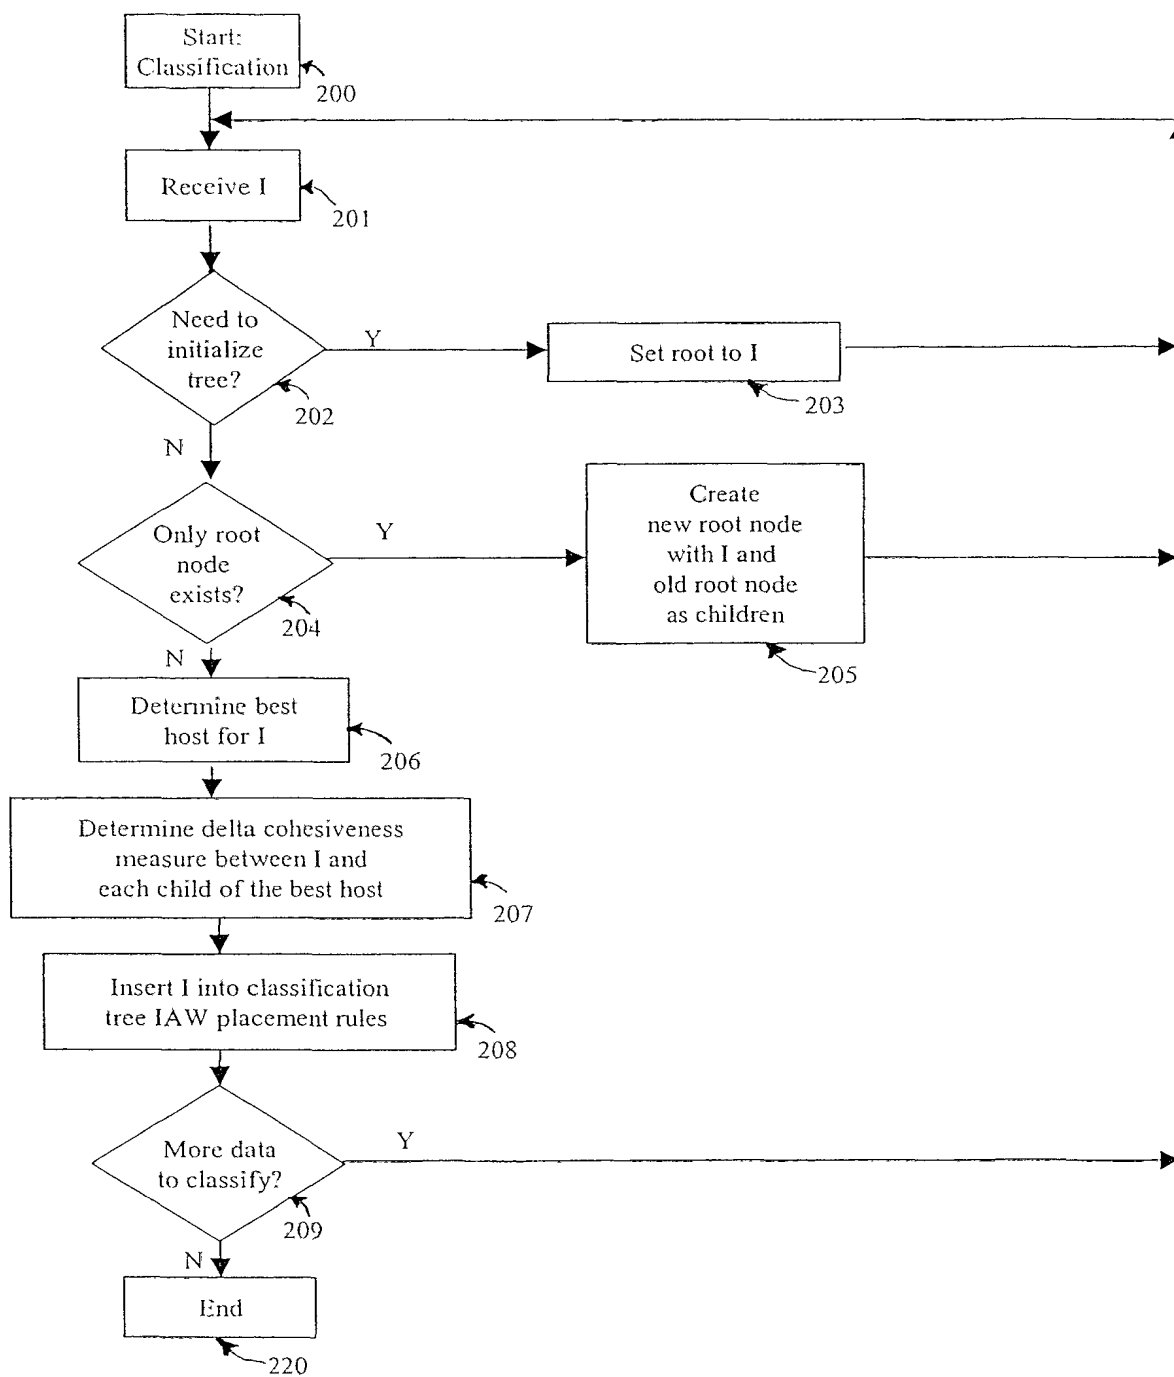 Start:
Classification
200
Receive I
201
Need to
initialize
tree?
202
Y
Set root to I
203
N
Only root
node
exists?
204
Y
Create
new root node
with I and
old root node
as children
205
N
Determine best
host for I
206
Determine delta cohesiveness
measure between I and
each child of the best host
207
Insert I into classification
tree IAW placement rules
208
More data
to classify?
209
Y
N
End
220